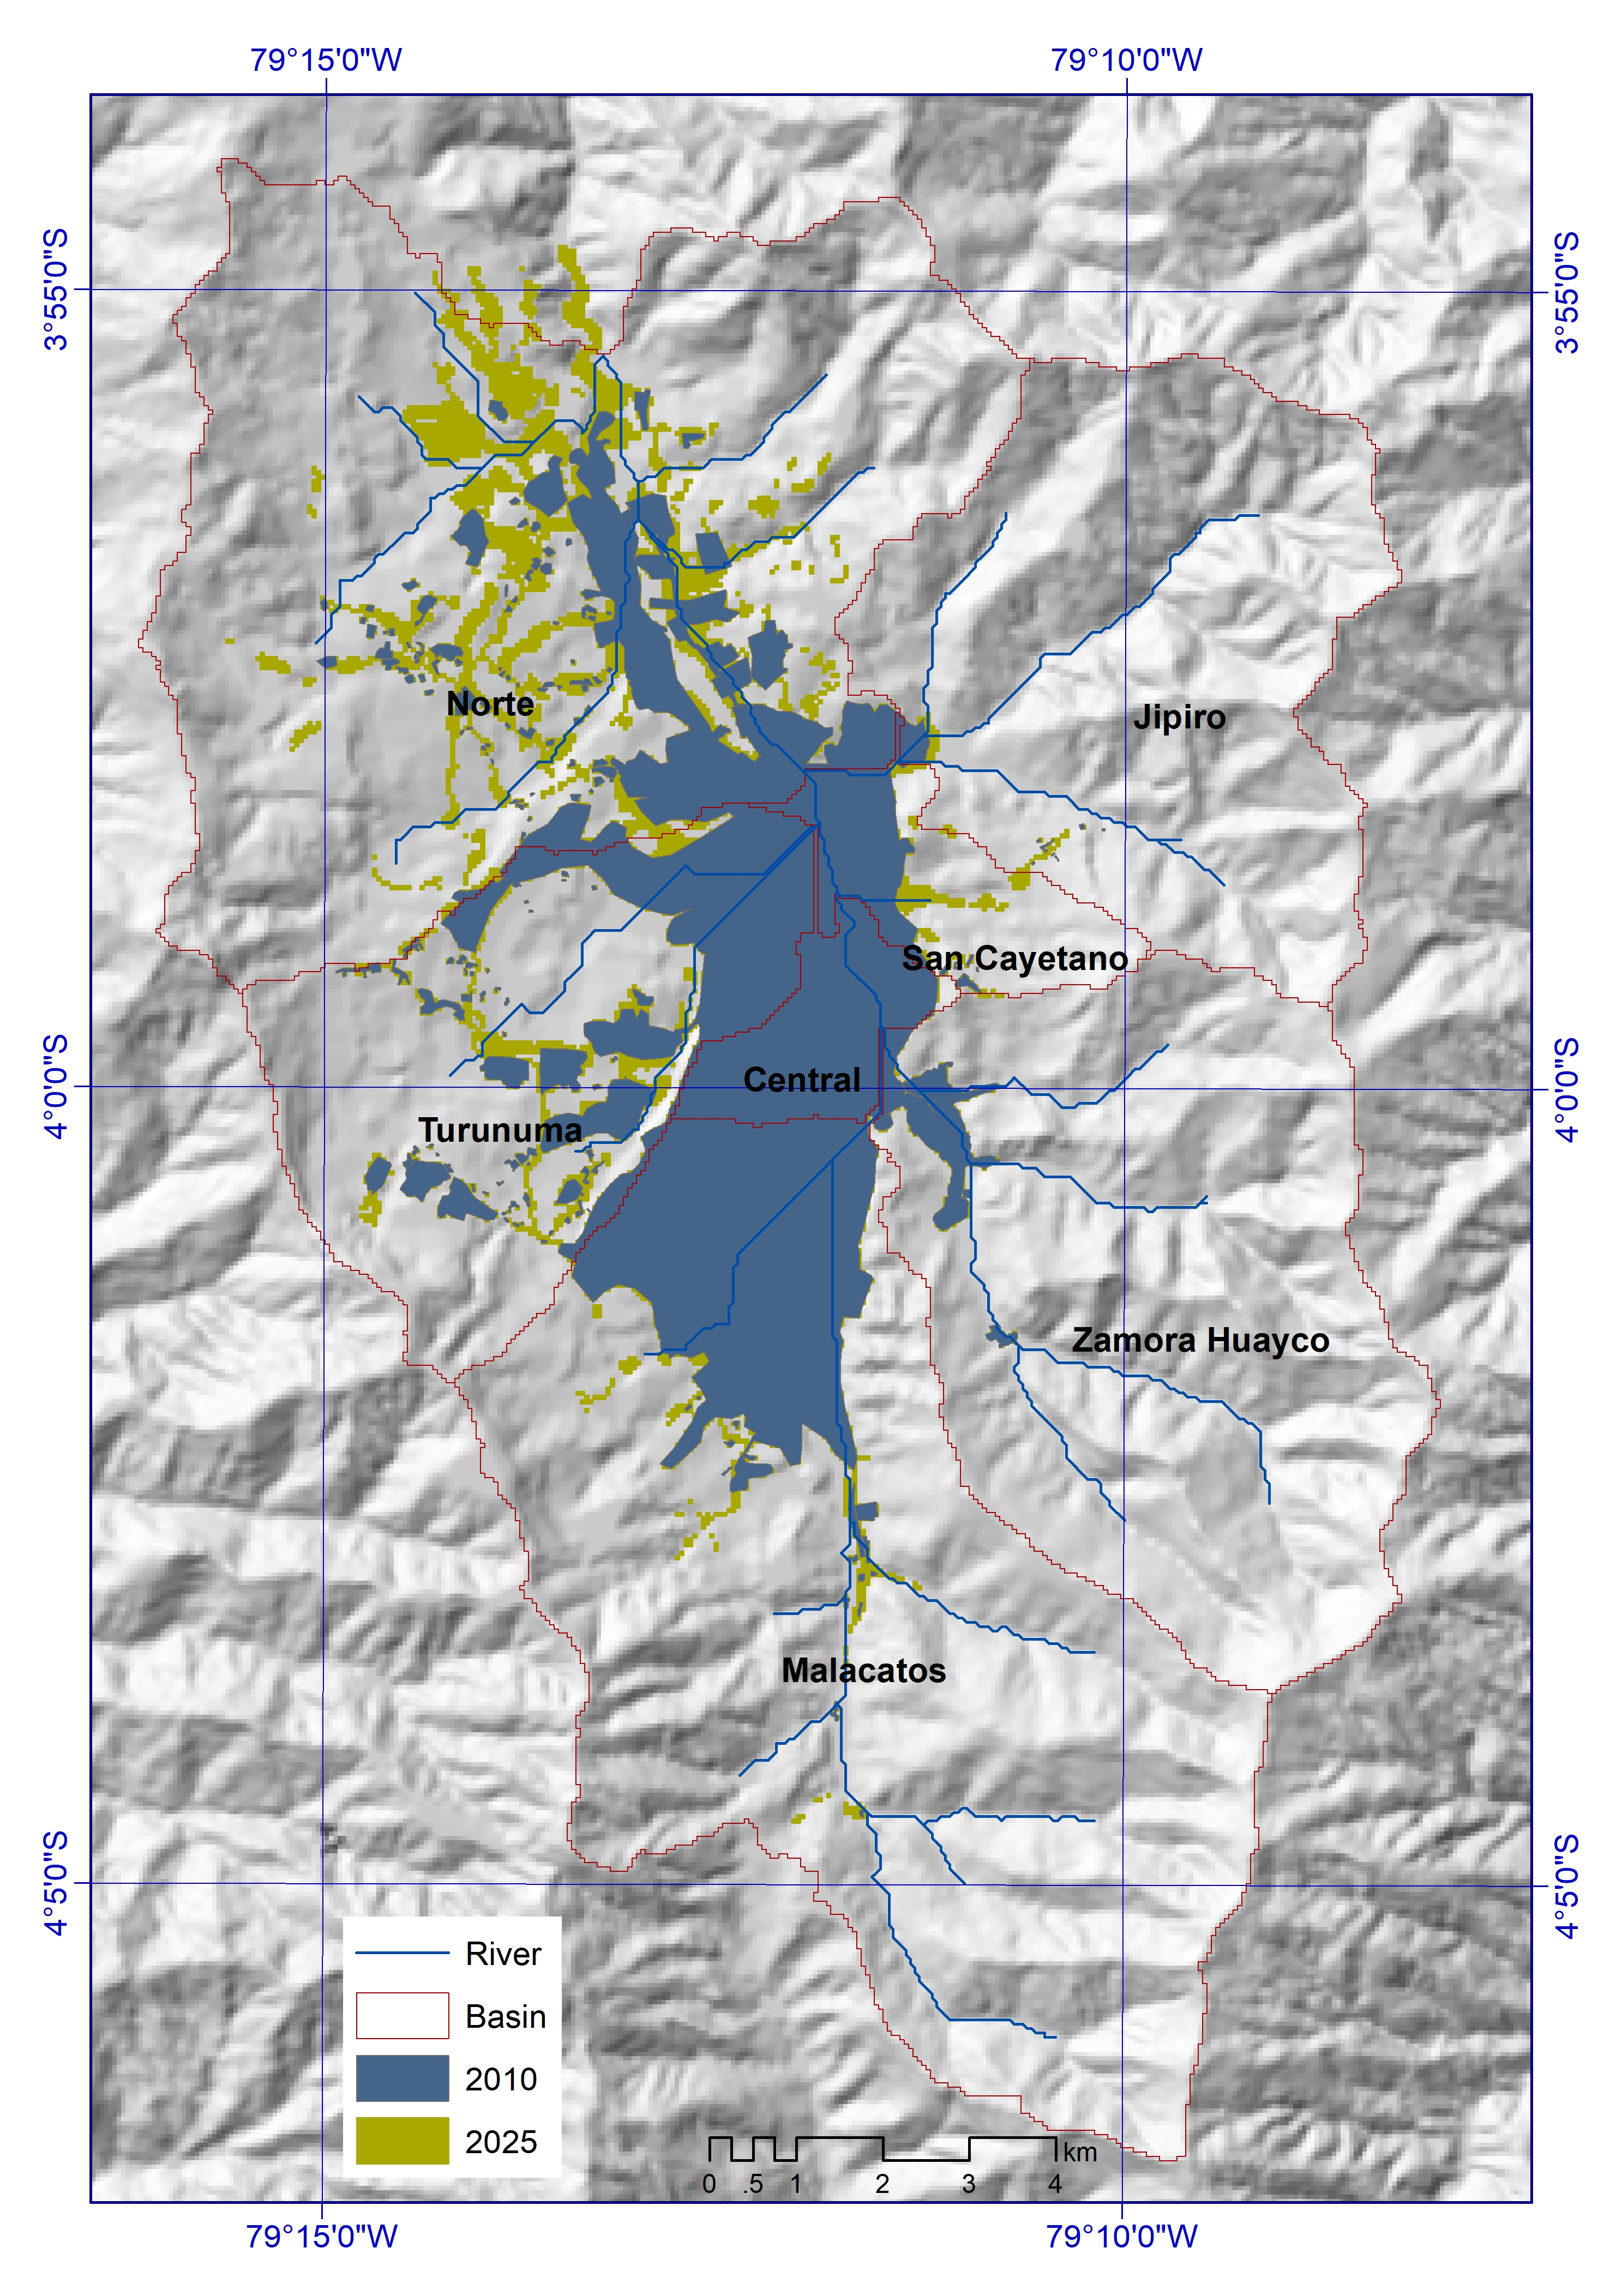 79°15'0"W
79°10'0"W
3°55'0"S
3°55'0"S
Norte
Jipiro
San Cayetano
4°0'0"S
Central
4°0'0"S
Turunuma
Zamora Huayco
Malacatos
4°5'0"S
4°5'0"S
River
Basin
2010
2025
km
0 .5 1 2 3 4
79°15'0"W
79°10'0"W